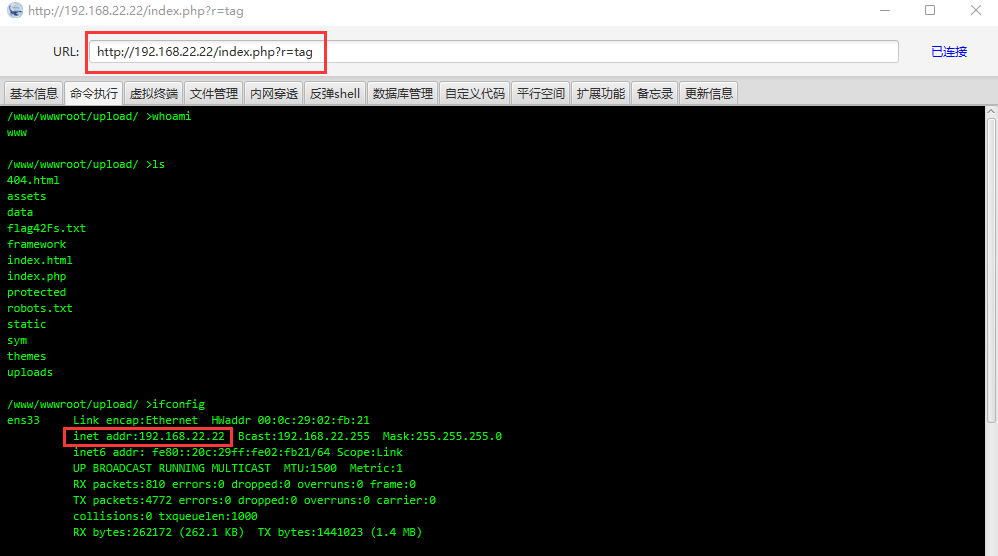 http://192.168.22.22/index.php?r=tag
URL: http://192.168.22.22/index.php?r=tag 已连接
基本信息 命令执行 虚拟终端 文件管理 内网穿透 反弹shell 数据库管理 自定义代码 平行空间 扩展功能 备忘录 更新信息
/www/wwwroot/upload/ >whoami
www
/www/wwwroot/upload/ >ls
404.html
assets
data
flag42Fs.txt
framework
index.html
index.php
protected
robots.txt
static
sym
themes
uploads
/www/wwwroot/upload/ >ifconfig
ens33 Link encap:Ethernet HWaddr 00:0c:29:02:fb:21
inet addr:192.168.22.22 Bcast:192.168.22.255 Mask:255.255.255.0
inet6 addr: fe80::20c:29ff:fe02:fb21/64 Scope:Link
UP BROADCAST RUNNING MULTICAST MTU:1500 Metric:1
RX packets:810 errors:0 dropped:0 overruns:0 frame:0
TX packets:4772 errors:0 dropped:0 overruns:0 carrier:0
collisions:0 txqueuelen:1000
RX bytes:262172 (262.1 KB) TX bytes:1441023 (1.4 MB)